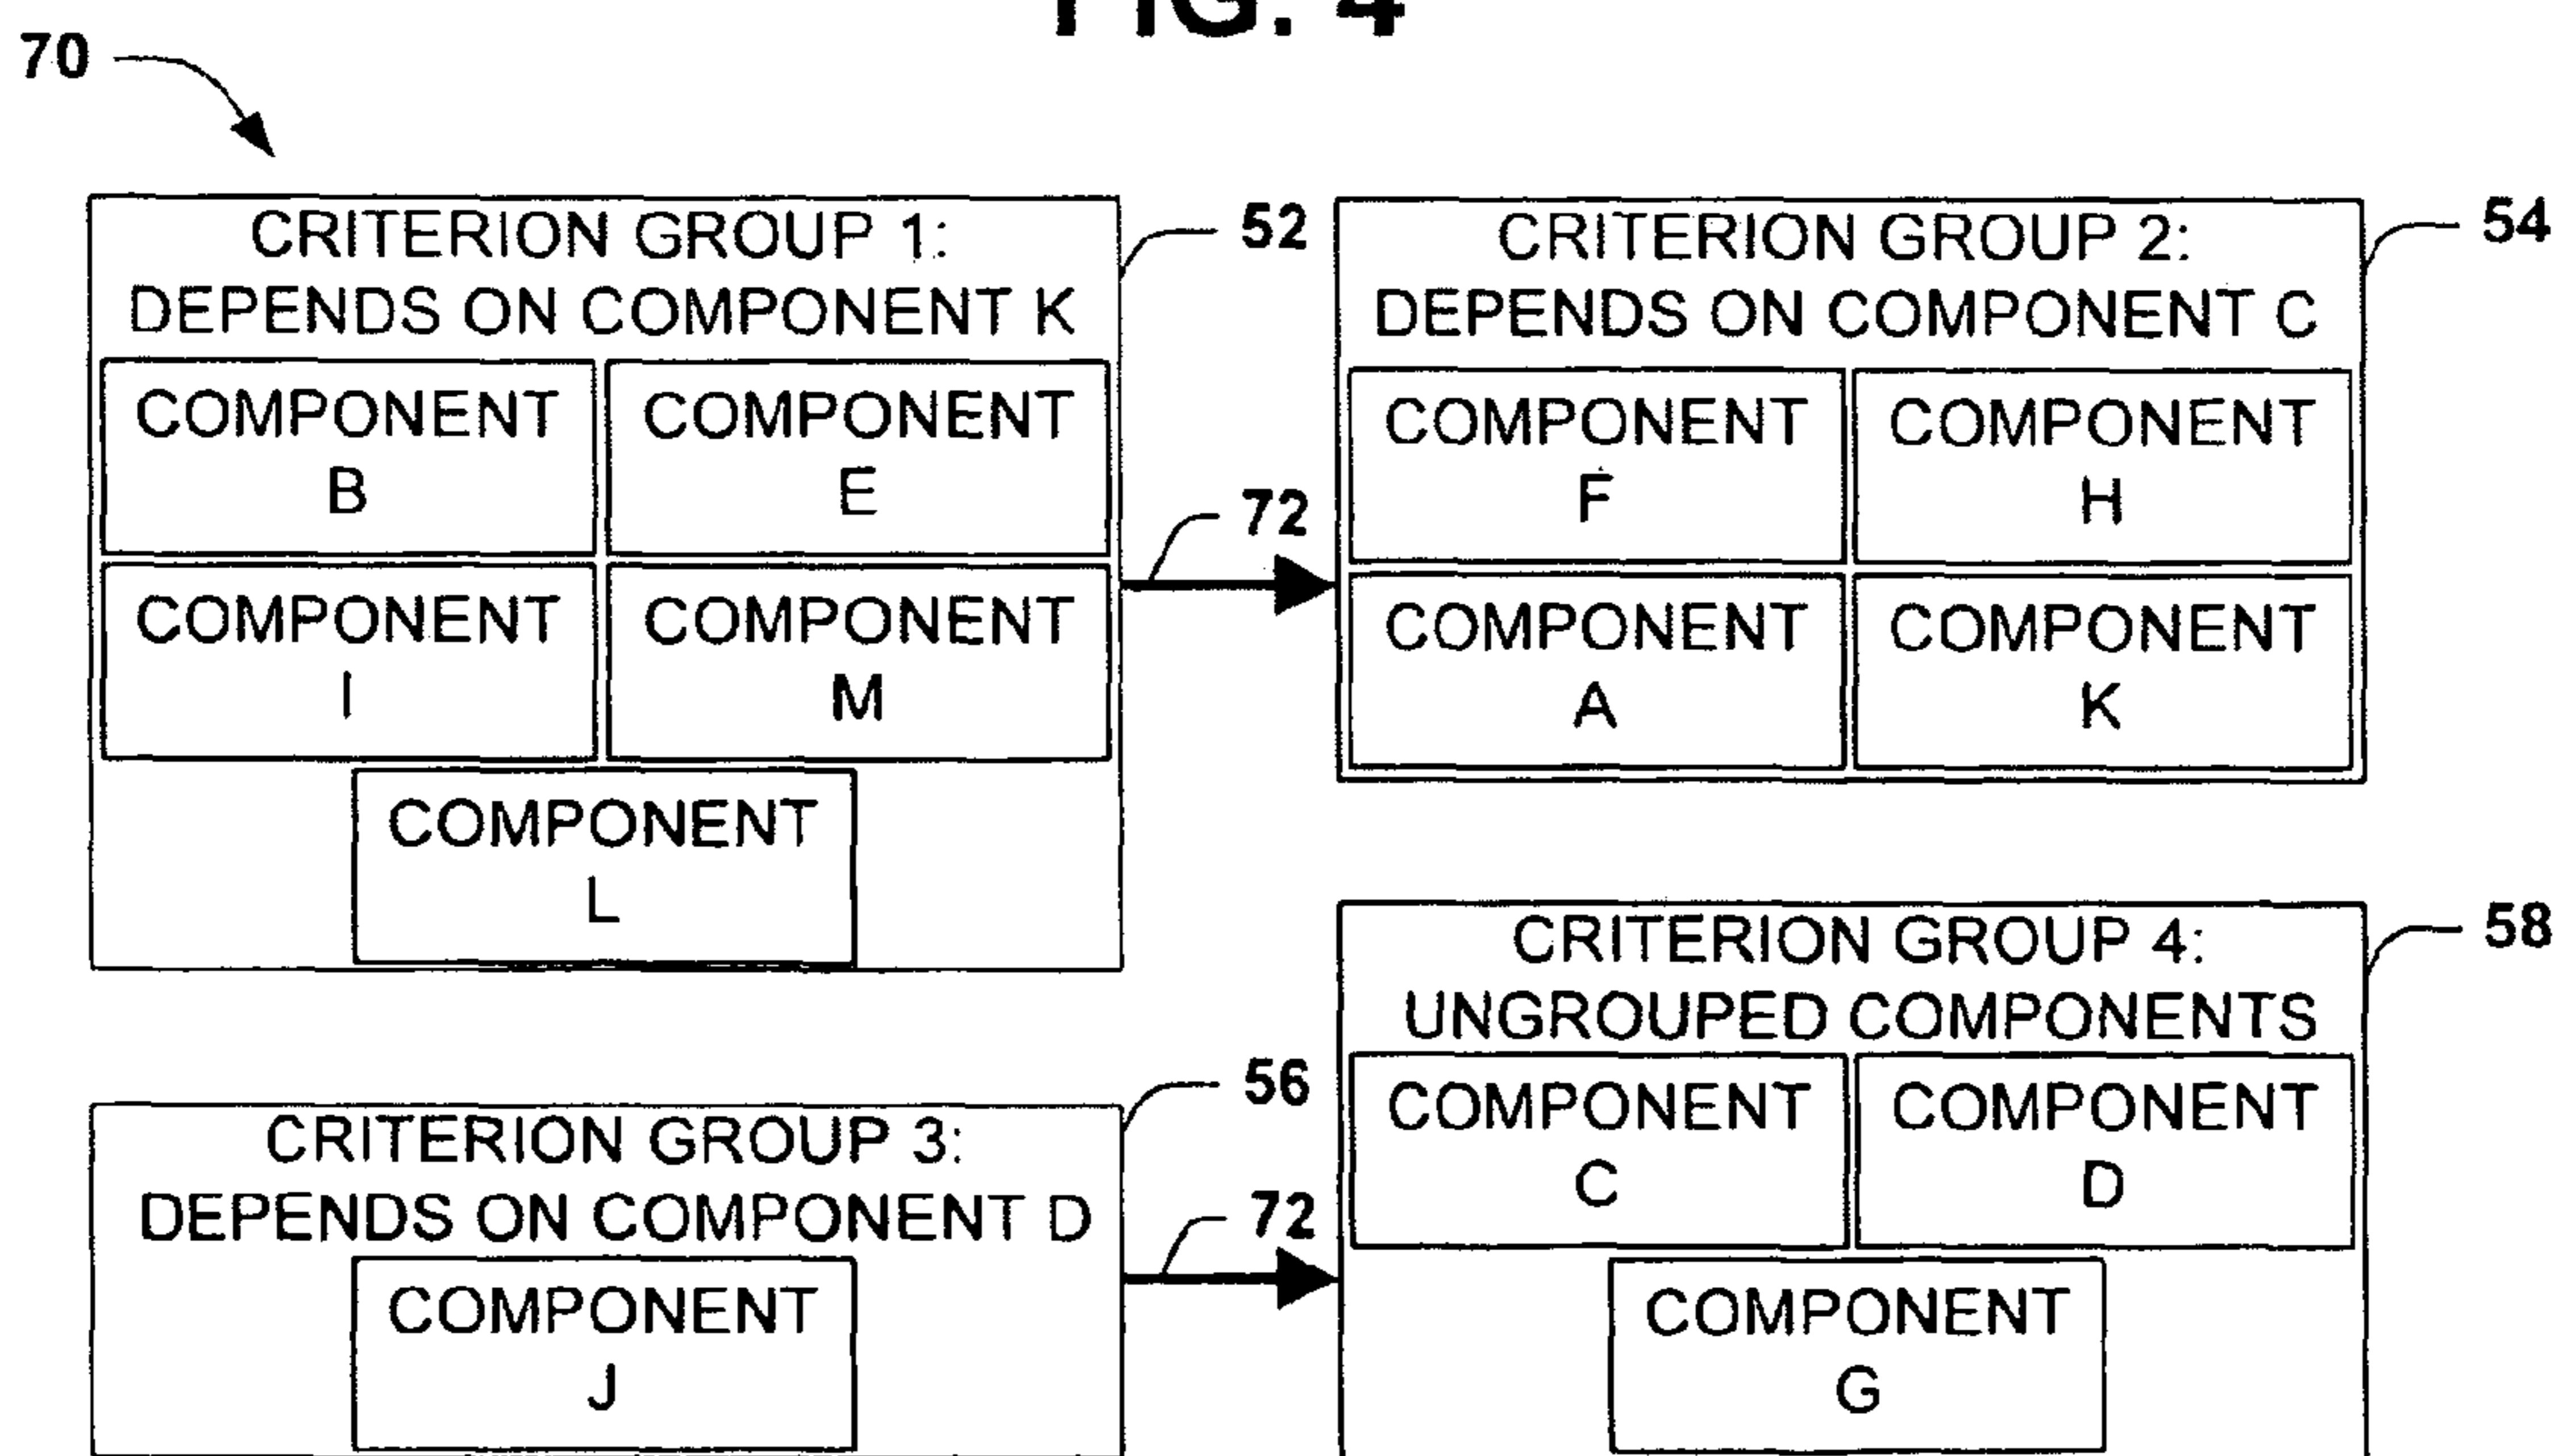 FIG. 4
70
CRITERION GROUP 1:
DEPENDS ON COMPONENT K
52
COMPONENT
B
COMPONENT
E
COMPONENT
I
COMPONENT
M
COMPONENT
L
72
CRITERION GROUP 2:
DEPENDS ON COMPONENT C
54
COMPONENT
F
COMPONENT
H
COMPONENT
A
COMPONENT
K
CRITERION GROUP 3:
DEPENDS ON COMPONENT D
56
COMPONENT
J
72
CRITERION GROUP 4:
UNGROUPED COMPONENTS
58
COMPONENT
C
COMPONENT
D
COMPONENT
G